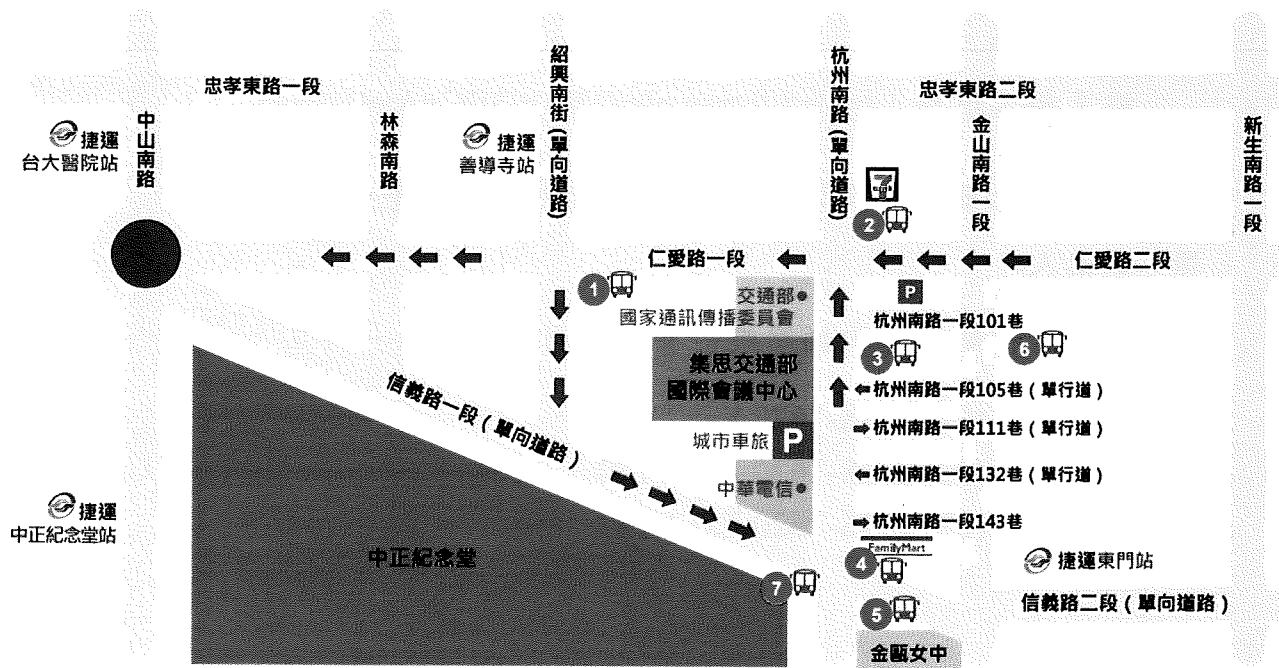 忠孝東路一段
紹興南街(單向道路)
杭州南路(單向道路)
忠孝東路二段
捷運
台大醫院站
中山南路
林森南路
捷運
善導寺站
金山南路一段
新生南路一段
7
2
仁愛路一段
仁愛路二段
1
交通部
國家通訊傳播委員會
P
杭州南路一段101巷
集思交通部
國際會議中心
3
6
杭州南路一段105巷(單行道)
信義路一段(單向道路)
城市車旅 P
杭州南路一段111巷(單行道)
中華電信
杭州南路一段132巷(單行道)
捷運
中正紀念堂站
杭州南路一段143巷
中正紀念堂
FamilyMart
4
捷運東門站
7
5
信義路二段(單向道路)
金甌女中